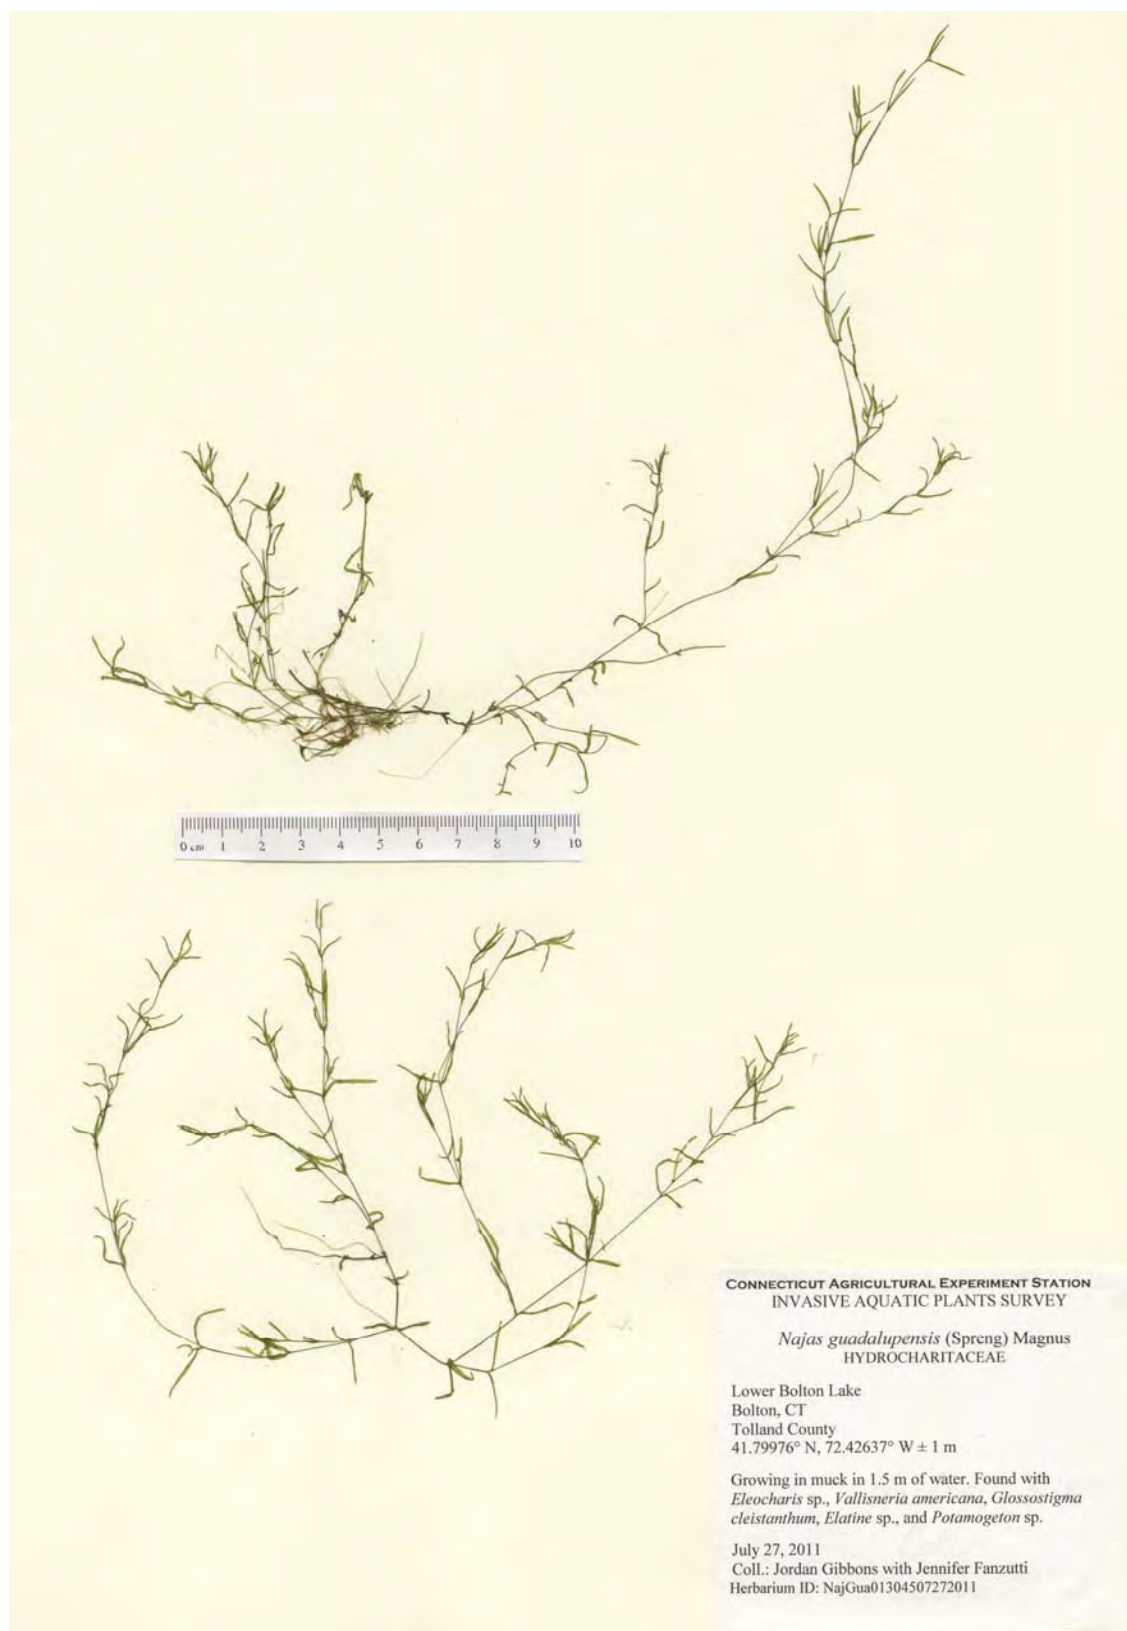 0 cm 1 2 3 4 5 6 7 8 9 10
CONNECTICUT AGRICULTURAL EXPERIMENT STATION
INVASIVE AQUATIC PLANTS SURVEY
Najas guadalupensis (Spreng) Magnus
HYDROCHARITACEAE
Lower Bolton Lake
Bolton, CT
Tolland County
41.79976° N, 72.42637° W ± 1 m
Growing in muck in 1.5 m of water. Found with
Eleocharis sp., Vallisneria americana, Glossostigma
cleistanthum, Elatine sp., and Potamogeton sp.
July 27, 2011
Coll.: Jordan Gibbons with Jennifer Fanzutti
Herbarium ID: NajGua01304507272011